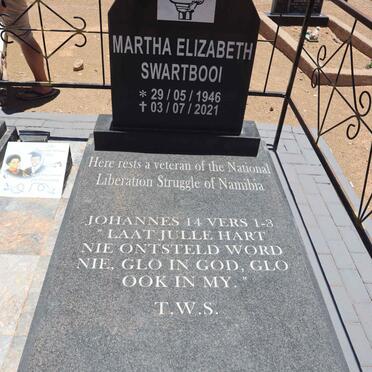 MARTHA ELIZABETH
SWARTBOOI
* 29 / 05 / 1946
✝ 03 / 07 / 2021
Here rests a veteran of the National
Liberation Struggle of Namibia
JOHANNES 14 VERS 1-3
" LAAT JULLE HART
NIE ONTSTELD WORD
NIE, GLO IN GOD, GLO
OOK IN MY. "
T.W.S.